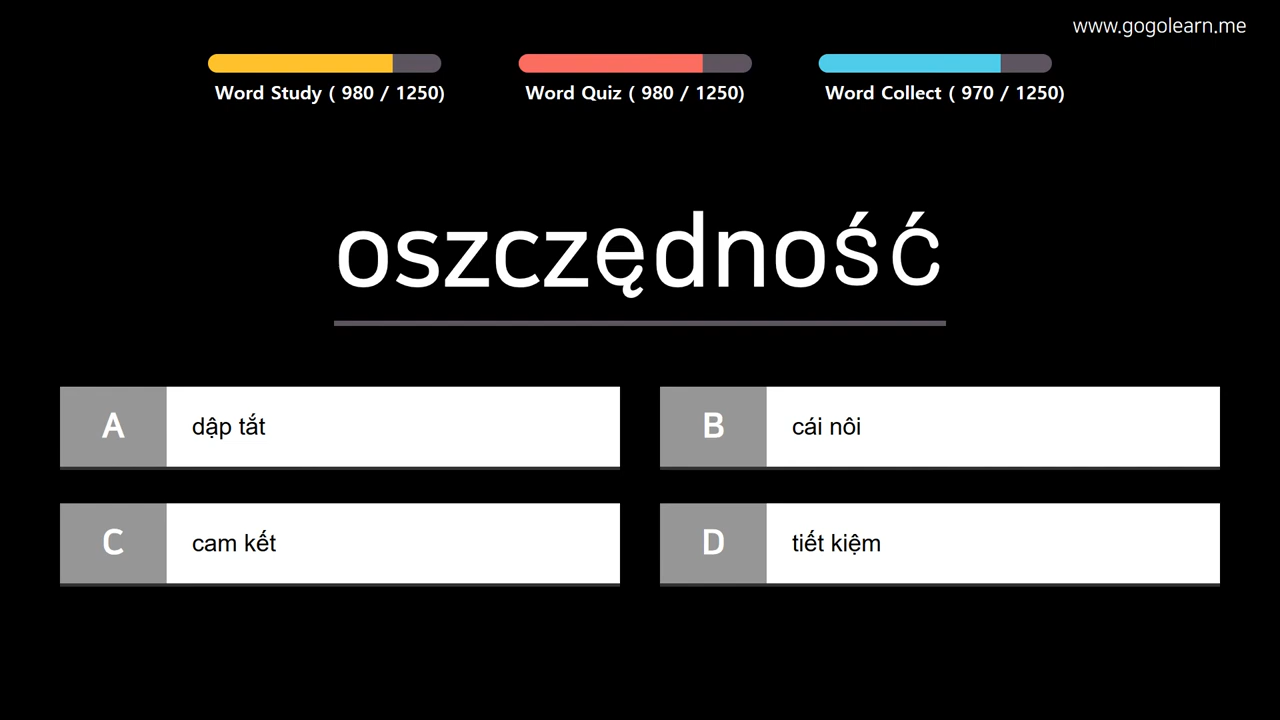 www.gogolearn.me
Word Study ( 980 / 1250)
Word Quiz ( 980 / 1250)
Word Collect ( 970 / 1250)
oszczędność
A dập tắt
B cái nôi
C cam kết
D tiết kiệm